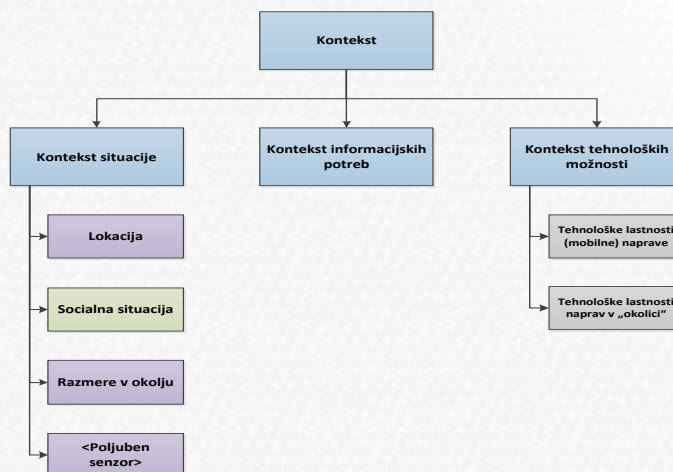 Kontekst
Kontekst situacije
Kontekst informacijskih
potreb
Kontekst tehnoloških
možnosti
Lokacija
Tehnološke lastnosti
(mobilne) naprave
Socialna situacija
Tehnološke lastnosti
naprav v „okolici“
Razmere v okolju
<Poljuben
senzor>